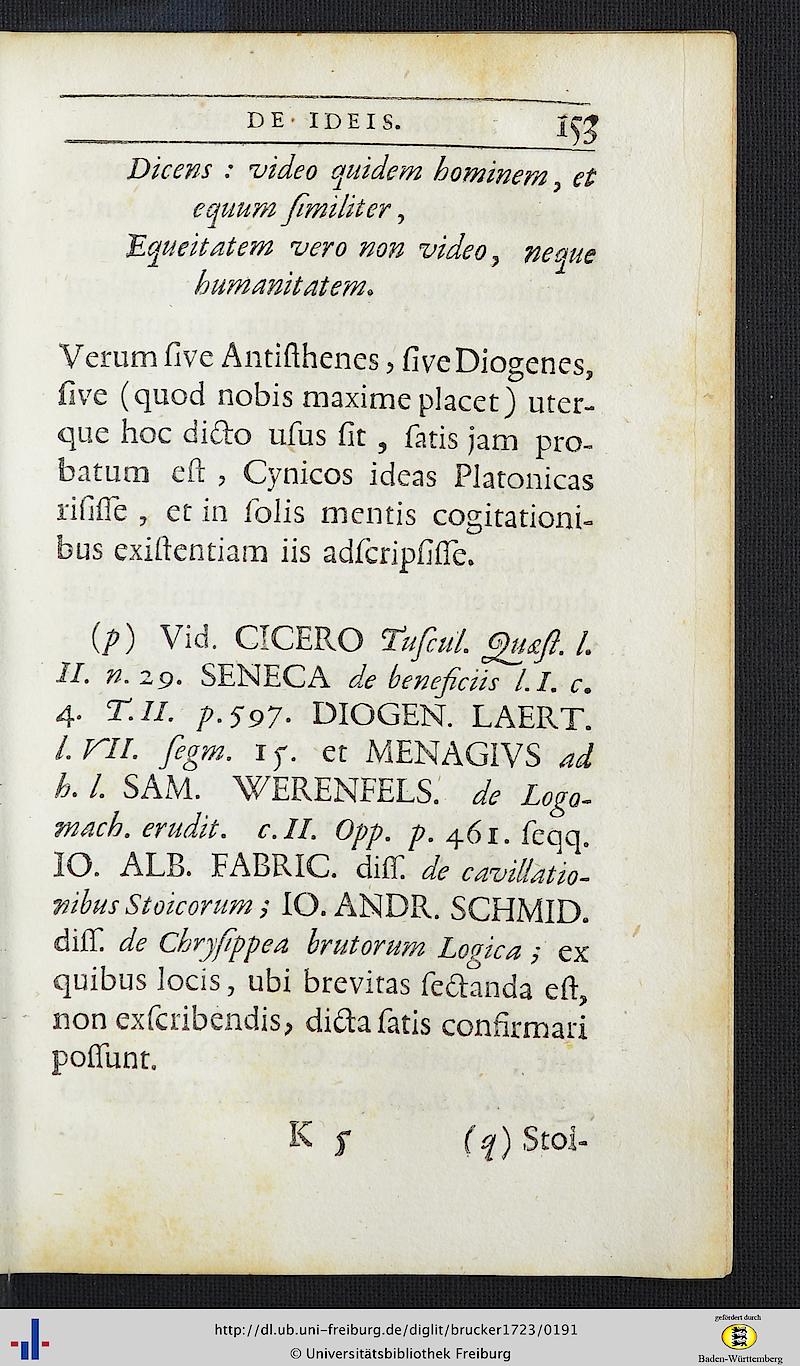 DE IDEIS. 153
Dicens : video quidem hominem, et
equum ſimiliter,
Equeitatem vero non video, neque
humanitatem.
Verum ſive Antiſthenes, ſive Diogenes,
ſive (quod nobis maxime placet) uter-
que hoc dicto uſus ſit, ſatis jam pro-
batum eſt, Cynicos ideas Platonicas
riſiſſe, et in ſolis mentis cogitationi-
bus exiſtentiam iis adſcripſiſſe.
(p) Vid. CICERO Tuſcul. Quæſt. l.
II. n. 29. SENECA de beneficiis l. I. c.
4. T. II. p. 597. DIOGEN. LAERT.
l. VII. ſegm. 15. et MENAGIVS ad
h. l. SAM. WERENFELS. de Logo-
mach. erudit. c. II. Opp. p. 461. ſeqq.
IO. ALB. FABRIC. diſſ. de cavillatio-
nibus Stoicorum; IO. ANDR. SCHMID.
diſſ. de Chryſippea brutorum Logica; ex
quibus locis, ubi brevitas ſectanda eſt,
non exſcribendis, dicta ſatis confirmari
poſſunt.
K 5 (q) Stoi-
http://dl.ub.uni-freiburg.de/diglit/brucker1723/0191
© Universitätsbibliothek Freiburg
gefördert durch
Baden-Württemberg